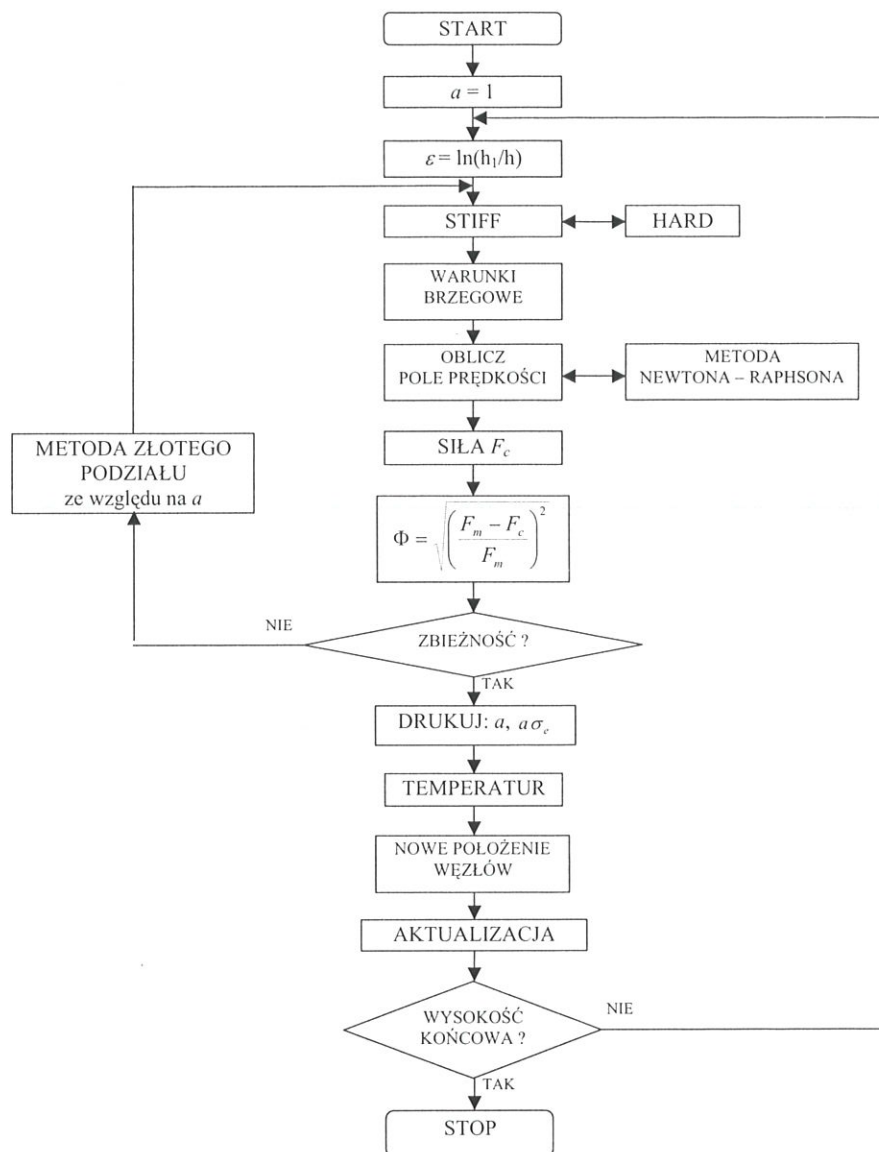 START
a = 1
ε = ln(h₁/h)
STIFF
HARD
WARUNKI
BRZEGOWE
OBLICZ
POLE PRĘDKOŚCI
METODA
NEWTONA – RAPHSONA
METODA ZŁOTEGO
PODZIAŁU
ze względu na a
SIŁA F_c
Φ = √((F_m − F_c)/F_m)²
NIE
ZBIEŻNOŚĆ ?
TAK
DRUKUJ: a, aσ_e
TEMPERATUR
NOWE POŁOŻENIE
WĘZŁÓW
AKTUALIZACJA
WYSOKOŚĆ
KOŃCOWA ?
NIE
TAK
STOP